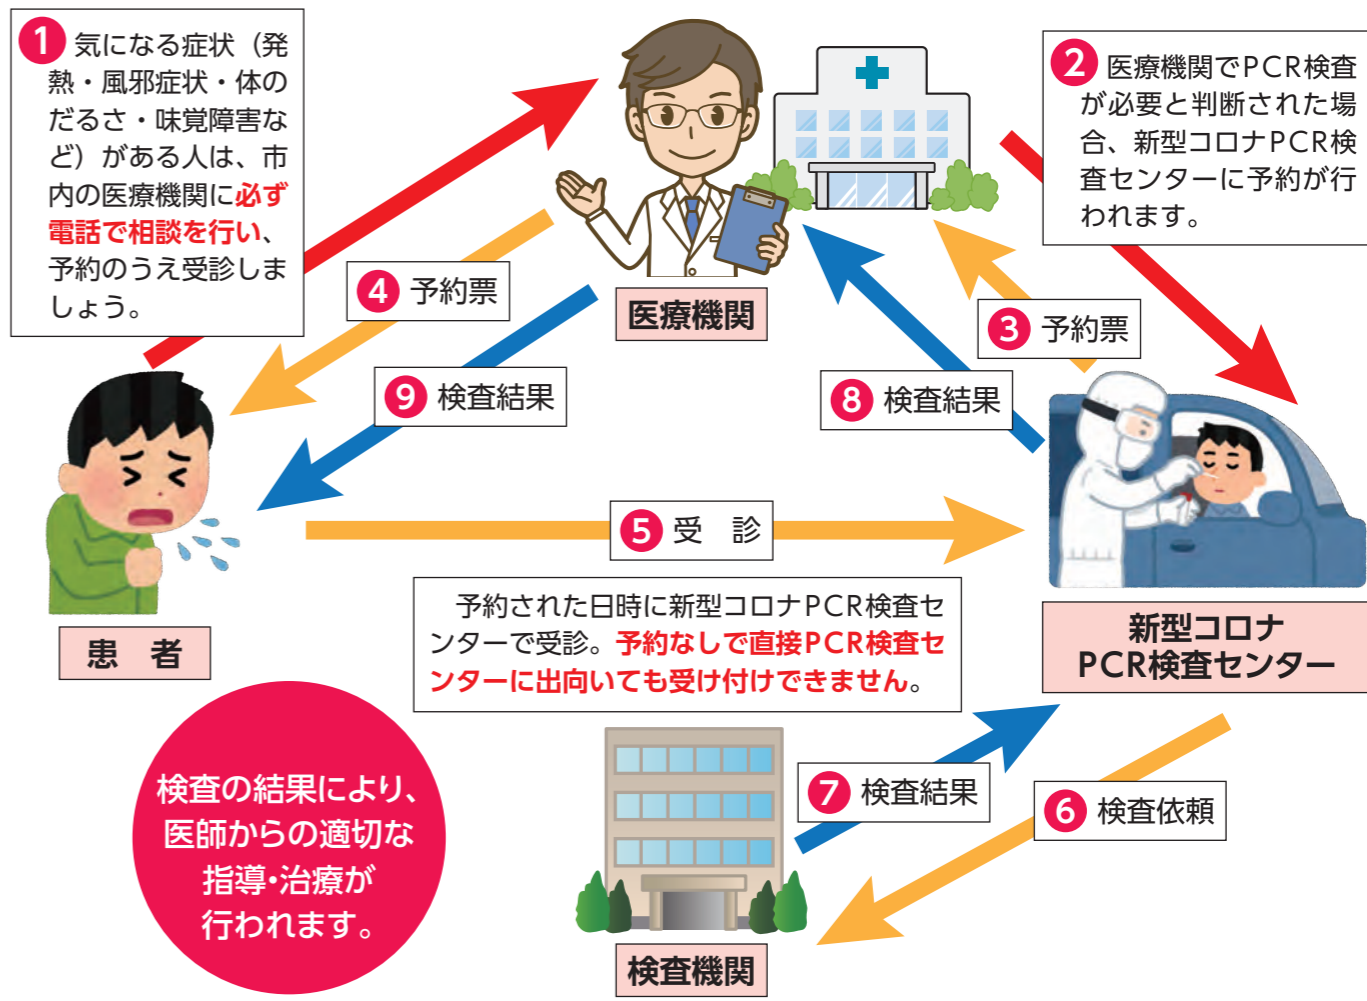 1 気になる症状（発
熱・風邪症状・体の
だるさ・味覚障害な
ど）がある人は、市
内の医療機関に必ず
電話で相談を行い、
予約のうえ受診しま
しょう。
2 医療機関でPCR検査
が必要と判断された場
合、新型コロナPCR検
査センターに予約が行
われます。
医療機関
3 予約票
4 予約票
9 検査結果
8 検査結果
5 受　診
予約された日時に新型コロナPCR検査セ
ンターで受診。予約なしで直接PCR検査セ
ンターに出向いても受け付けできません。
患　者
新型コロナ
PCR検査センター
7 検査結果
6 検査依頼
検査機関
検査の結果により、
医師からの適切な
指導・治療が
行われます。